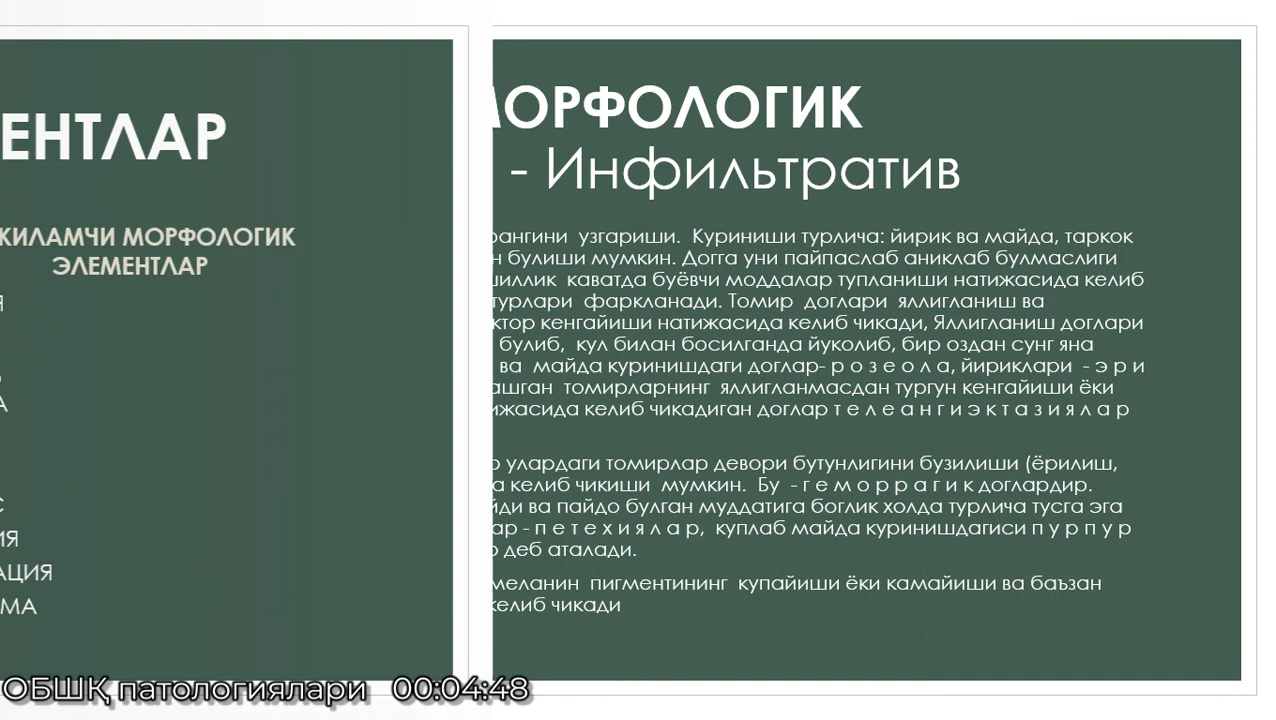 ЕНТЛАР
КИЛАМЧИ МОРФОЛОГИК
ЭЛЕМЕНТЛАР
Я
А
С
ИЯ
АЦИЯ
МА
МОРФОЛОГИК
- Инфильтратив
рангини узгариши. Куриниши турлича: йирик ва майда, таркок
н булиши мумкин. Догга уни пайпаслаб аниклаб булмаслиги
шиллик каватда буёвчи моддалар тупланиши натижасида келиб
турлари фаркланади. Томир доглари яллигланиш ва
ктор кенгайиши натижасида келиб чикади, Яллигланиш доглари
булиб, кул билан босилганда йуколиб, бир оздан сунг яна
ва майда куринишдаги доглар- р о з е о л а, йириклари - э р и
ашган томирларнинг яллигланмасдан тургун кенгайиши ёки
ижасида келиб чикадиган доглар т е л е а н г и э к т а з и я л а р
р улардаги томирлар девори бутунлигини бузилиши (ёрилиш,
а келиб чикиши мумкин. Бу - г е м о р р а г и к доглардир.
йди ва пайдо булган муддатига боглик холда турлича тусга эга
ар - п е т е х и я л а р, куплаб майда куринишдагиси п у р п у р
р деб аталади.
меланин пигментининг купайиши ёки камайиши ва баъзан
келиб чикади
ОБШҚ патологиялари 00:04:48